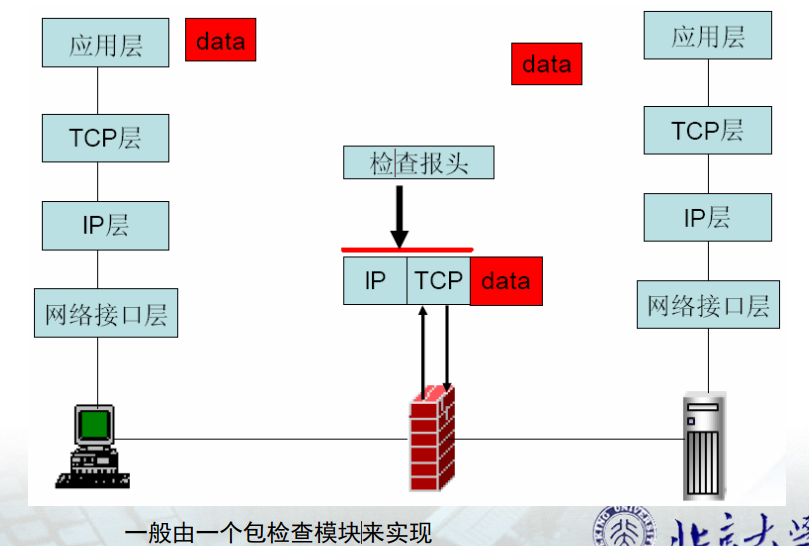 应用层
data
TCP层
IP层
网络接口层
检查报头
IP TCP data
data
应用层
TCP层
IP层
网络接口层
一般由一个包检查模块来实现
北京大学